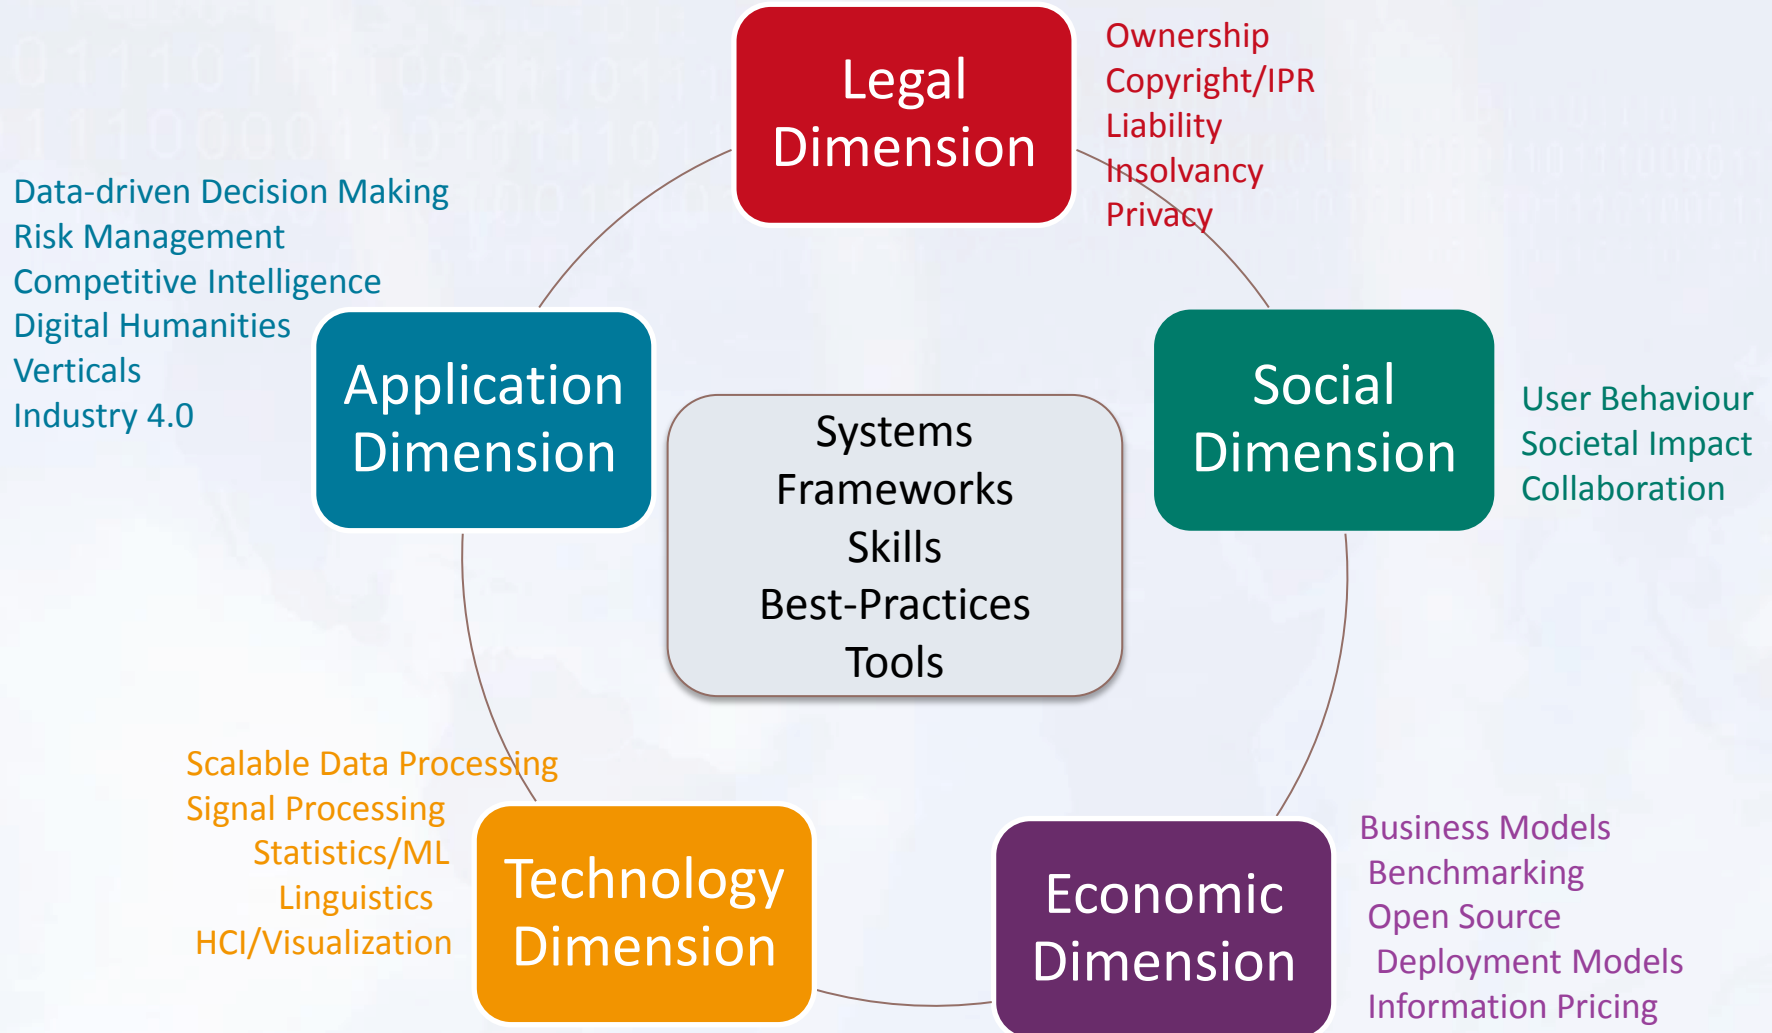 Legal
Dimension
Ownership
Copyright/IPR
Liability
Insolvancy
Privacy
Data-driven Decision Making
Risk Management
Competitive Intelligence
Digital Humanities
Verticals
Industry 4.0
Application
Dimension
Social
Dimension
User Behaviour
Societal Impact
Collaboration
Systems
Frameworks
Skills
Best-Practices
Tools
Scalable Data Processing
Signal Processing
Statistics/ML
Linguistics
HCI/Visualization
Technology
Dimension
Economic
Dimension
Business Models
Benchmarking
Open Source
Deployment Models
Information Pricing